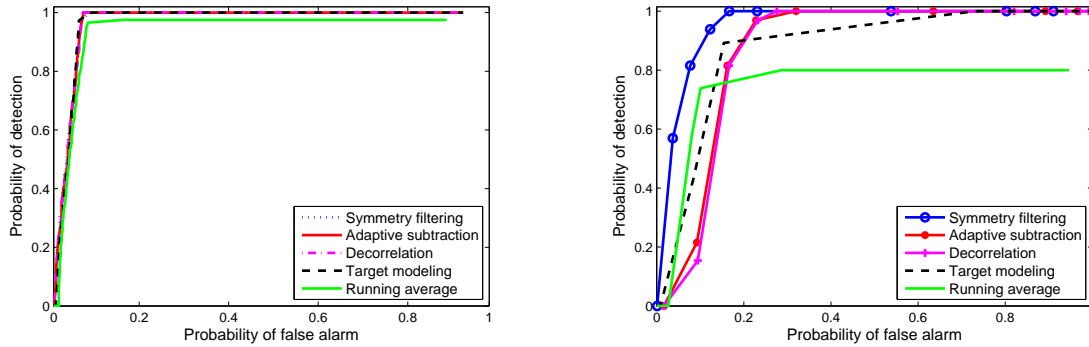 1
0.8
0.6
0.4
0.2
0
0
0.2
0.4
0.6
0.8
1
Probability of detection
Probability of false alarm
Symmetry filtering
Adaptive subtraction
Decorrelation
Target modeling
Running average
1
0.8
0.6
0.4
0.2
0
0
0.2
0.4
0.6
0.8
Probability of detection
Probability of false alarm
Symmetry filtering
Adaptive subtraction
Decorrelation
Target modeling
Running average